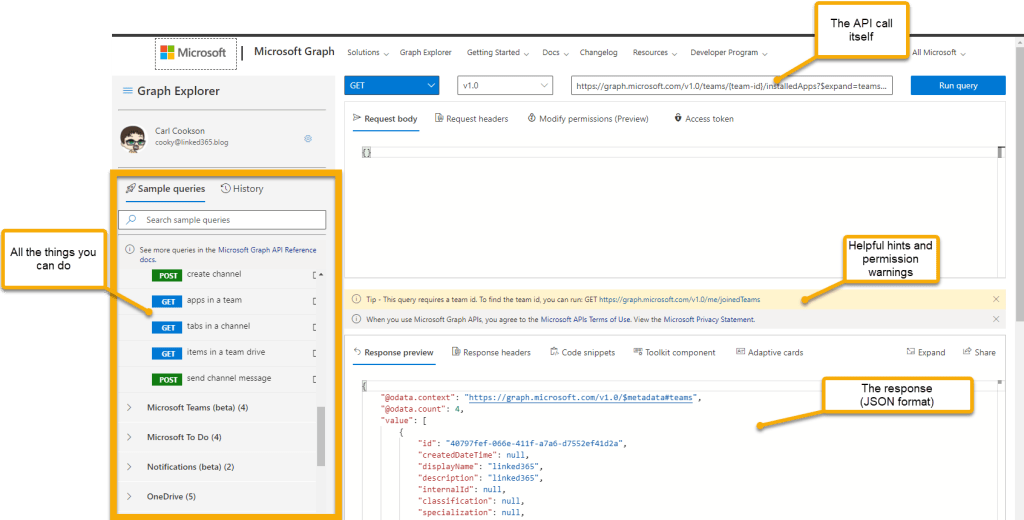 The API call
itself
Microsoft
Microsoft Graph
Solutions
Graph Explorer
Getting Started
Docs
Changelog
Resources
Developer Program
All Microsoft
Graph Explorer
GET
v1.0
https://graph.microsoft.com/v1.0/teams/{team-id}/installedApps?$expand=teams...
Run query
Carl Cookson
cooky@linked365.blog
Request body
Request headers
Modify permissions (Preview)
Access token
{}
Sample queries
History
Search sample queries
See more queries in the Microsoft Graph API Reference
docs.
All the things you
can do
POST create channel
GET apps in a team
GET tabs in a channel
GET items in a team drive
POST send channel message
Microsoft Teams (beta) (4)
Microsoft To Do (4)
Notifications (beta) (2)
OneDrive (5)
Helpful hints and
permission
warnings
Tip - This query requires a team id. To find the team id, you can run: GET https://graph.microsoft.com/v1.0/me/joinedTeams
When you use Microsoft Graph APIs, you agree to the Microsoft APIs Terms of Use. View the Microsoft Privacy Statement.
Response preview
Response headers
Code snippets
Toolkit component
Adaptive cards
Expand
Share
The response
(JSON format)
{
"@odata.context": "https://graph.microsoft.com/v1.0/$metadata#teams",
"@odata.count": 4,
"value": [
{
"id": "40797fef-066e-411f-a7a6-d7552ef41d2a",
"createdDateTime": null,
"displayName": "linked365",
"description": "linked365",
"internalId": null,
"classification": null,
"specialization": null,